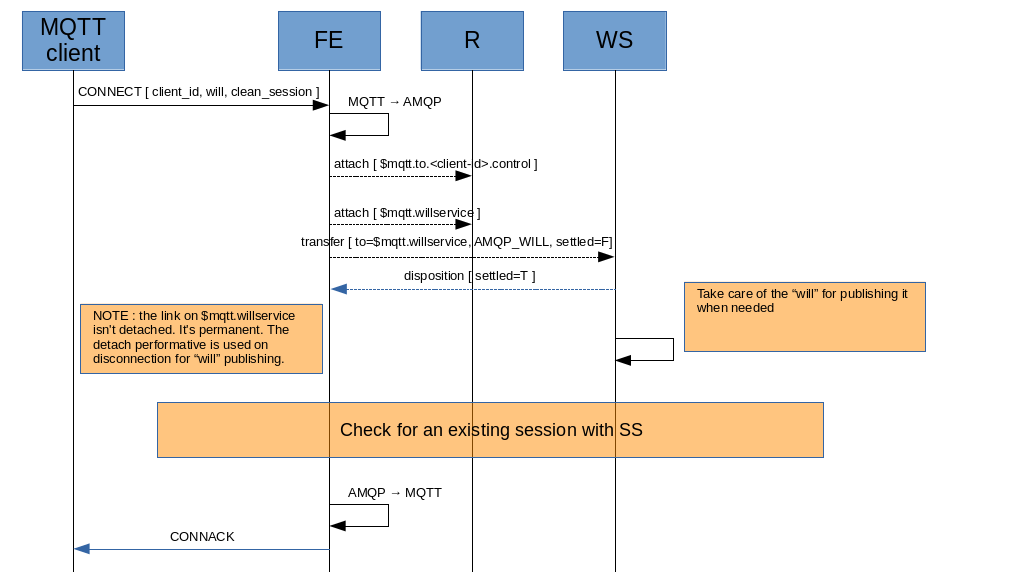 MQTT
client
FE
R
WS
CONNECT [ client_id, will, clean_session ]
MQTT → AMQP
attach [ $mqtt.to.<client-id>.control ]
attach [ $mqtt.willservice ]
transfer [ to=$mqtt.willservice, AMQP_WILL, settled=F]
disposition [ settled=T ]
Take care of the “will” for publishing it
when needed
NOTE : the link on $mqtt.willservice
isn't detached. It's permanent. The
detach performative is used on
disconnection for “will” publishing.
Check for an existing session with SS
AMQP → MQTT
CONNACK